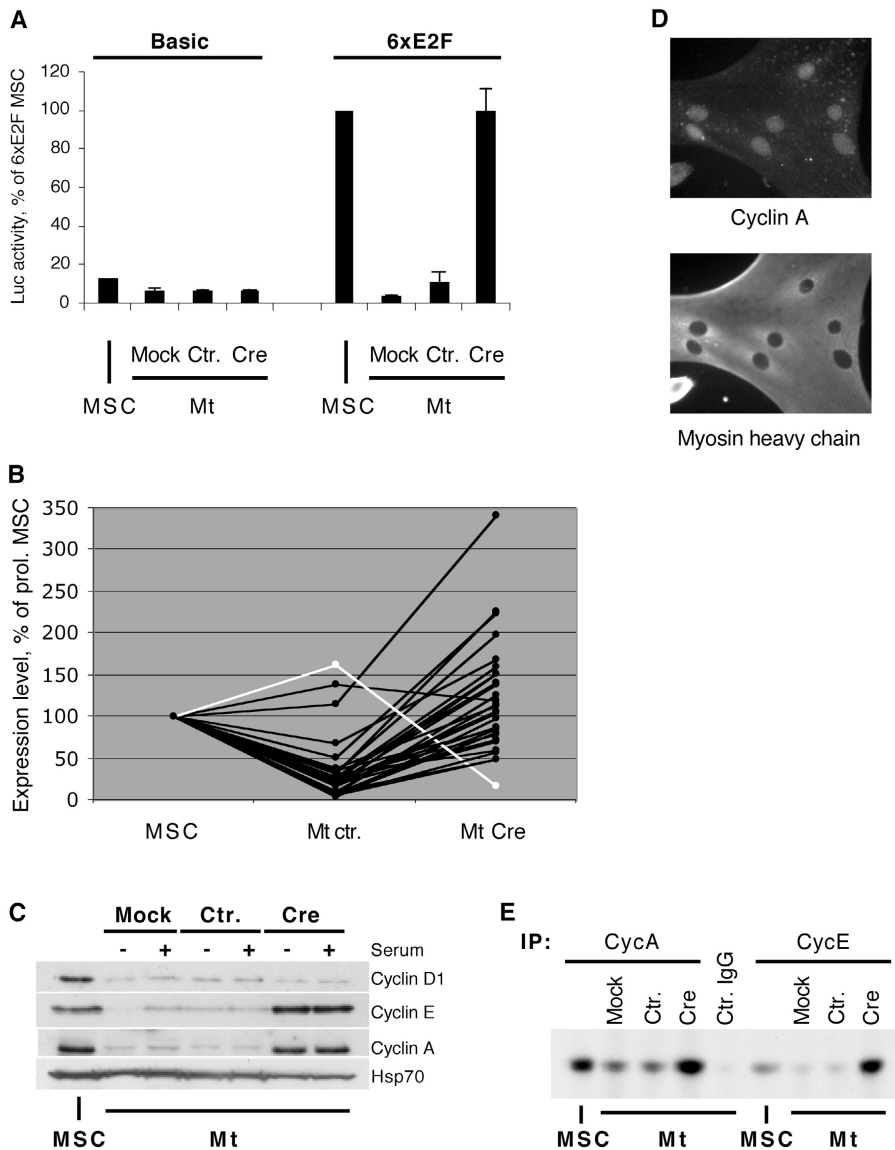 A
Basic
6xE2F
Luc activity, % of 6xE2F MSC
120
100
80
60
40
20
0
Mock Ctr. Cre
Mock Ctr. Cre
MSC
Mt
MSC
Mt
D
Cyclin A
Myosin heavy chain
B
Expression level, % of prol. MSC
350
300
250
200
150
100
50
0
MSC
Mt ctr.
Mt Cre
C
Mock
Ctr.
Cre
- + - + - + Serum
Cyclin D1
Cyclin E
Cyclin A
Hsp70
MSC
Mt
E
IP:
CycA
CycE
Mock
Ctr.
Cre
Ctr. IgG
Mock
Ctr.
Cre
MSC
Mt
MSC
Mt